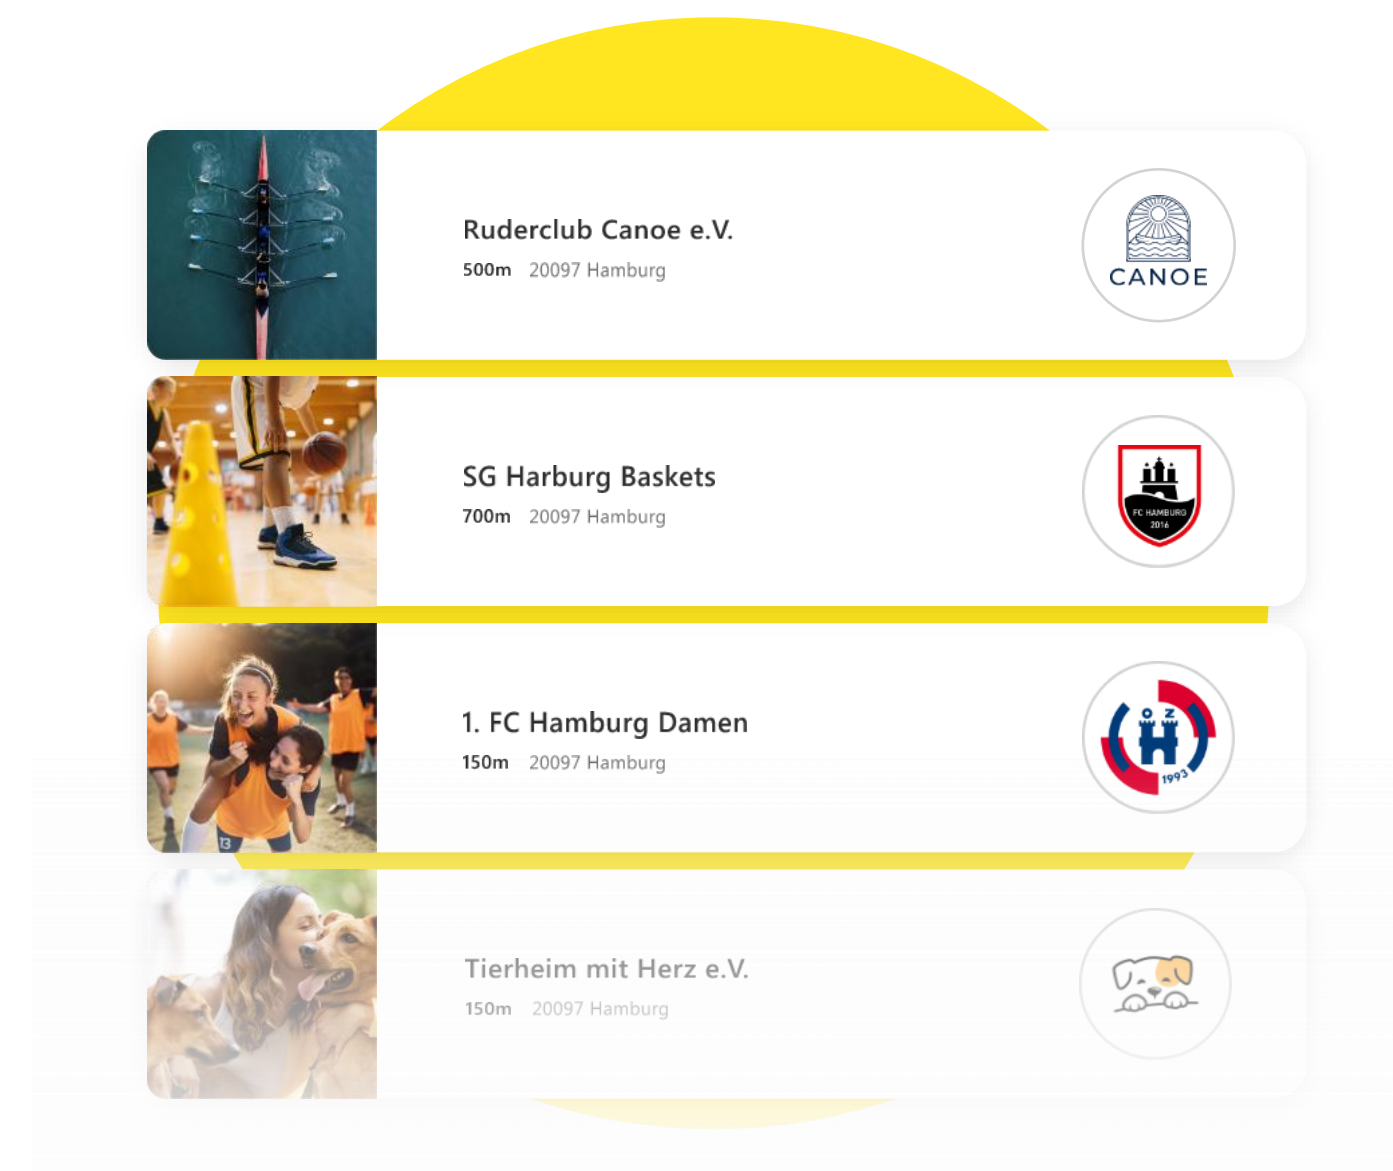 Ruderclub Canoe e.V.
500m 20097 Hamburg
CANOE
SG Harburg Baskets
700m 20097 Hamburg
FC HAMBURG
2016
1. FC Hamburg Damen
150m 20097 Hamburg
O Z
H
1993
13
Tierheim mit Herz e.V.
150m 20097 Hamburg